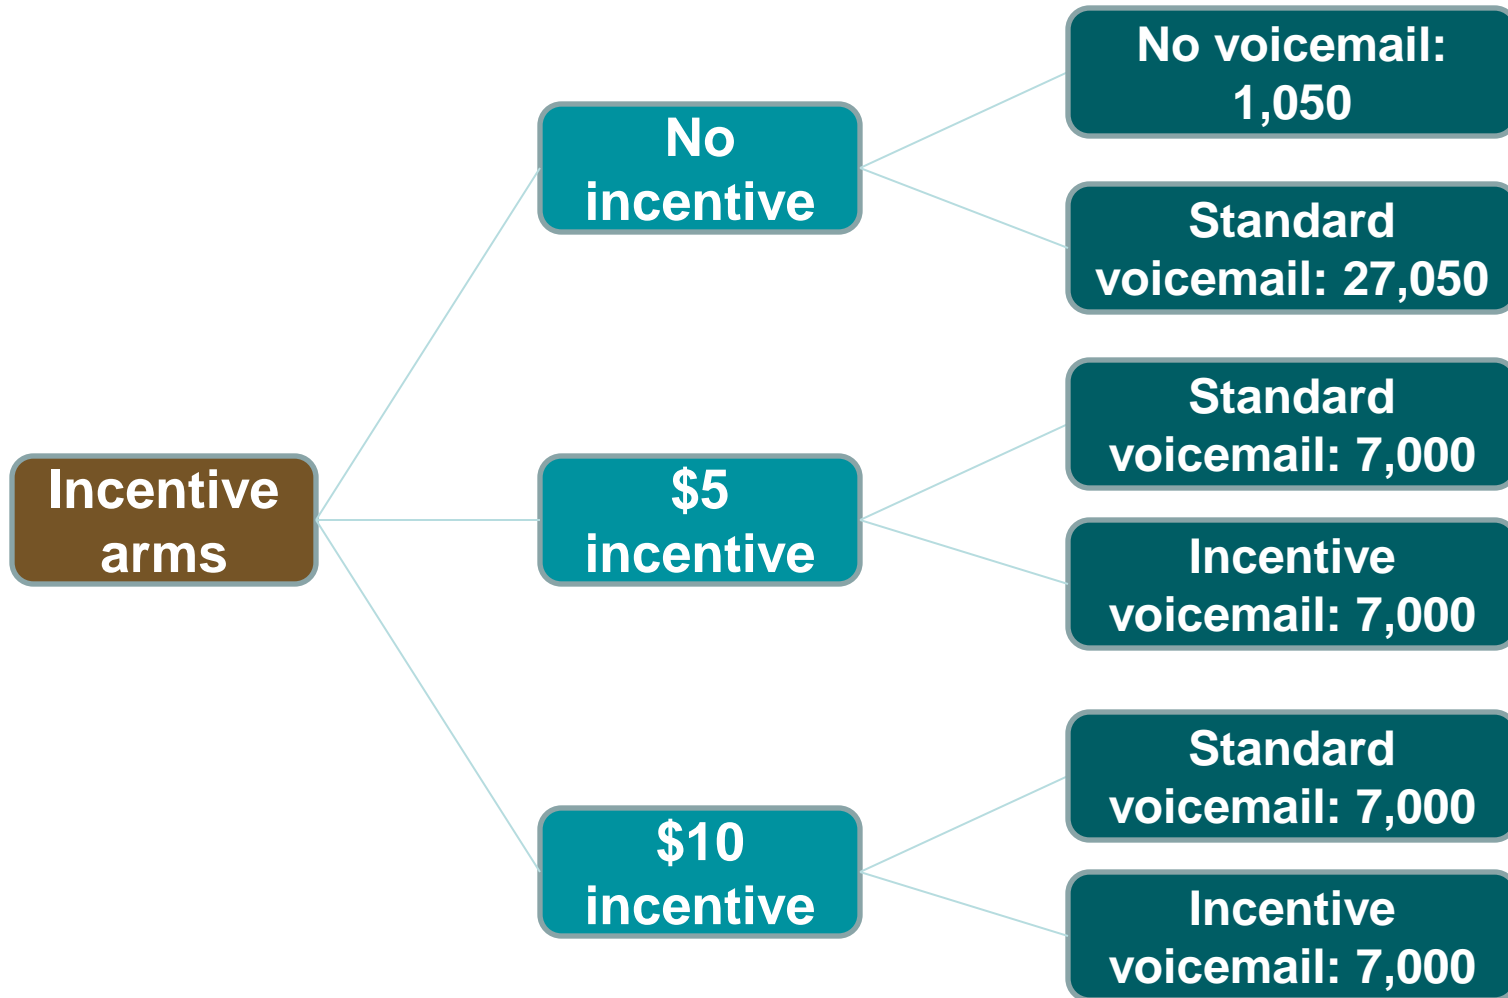 No voicemail:
1,050
No
incentive
Standard
voicemail: 27,050
Standard
voicemail: 7,000
Incentive
arms
$5
incentive
Incentive
voicemail: 7,000
Standard
voicemail: 7,000
$10
incentive
Incentive
voicemail: 7,000